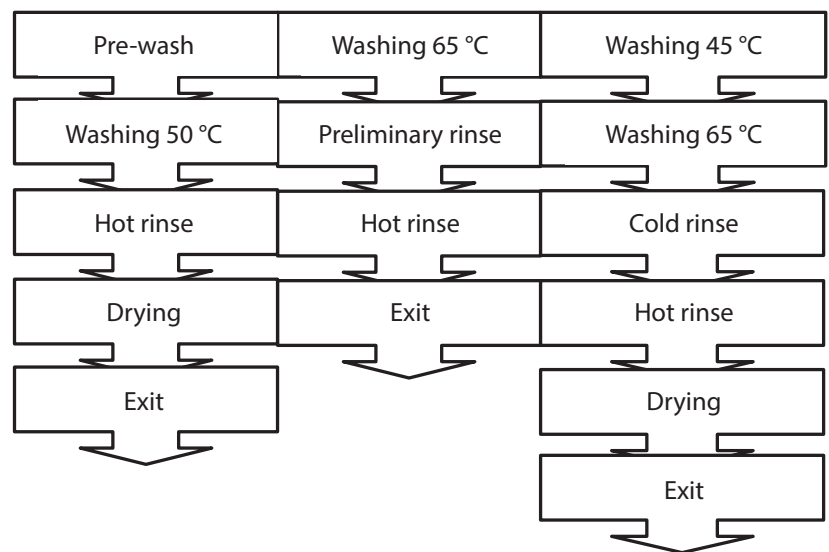 Pre-wash
Washing 50 °C
Hot rinse
Drying
Exit
Washing 65 °C
Preliminary rinse
Hot rinse
Exit
Washing 45 °C
Washing 65 °C
Cold rinse
Hot rinse
Drying
Exit